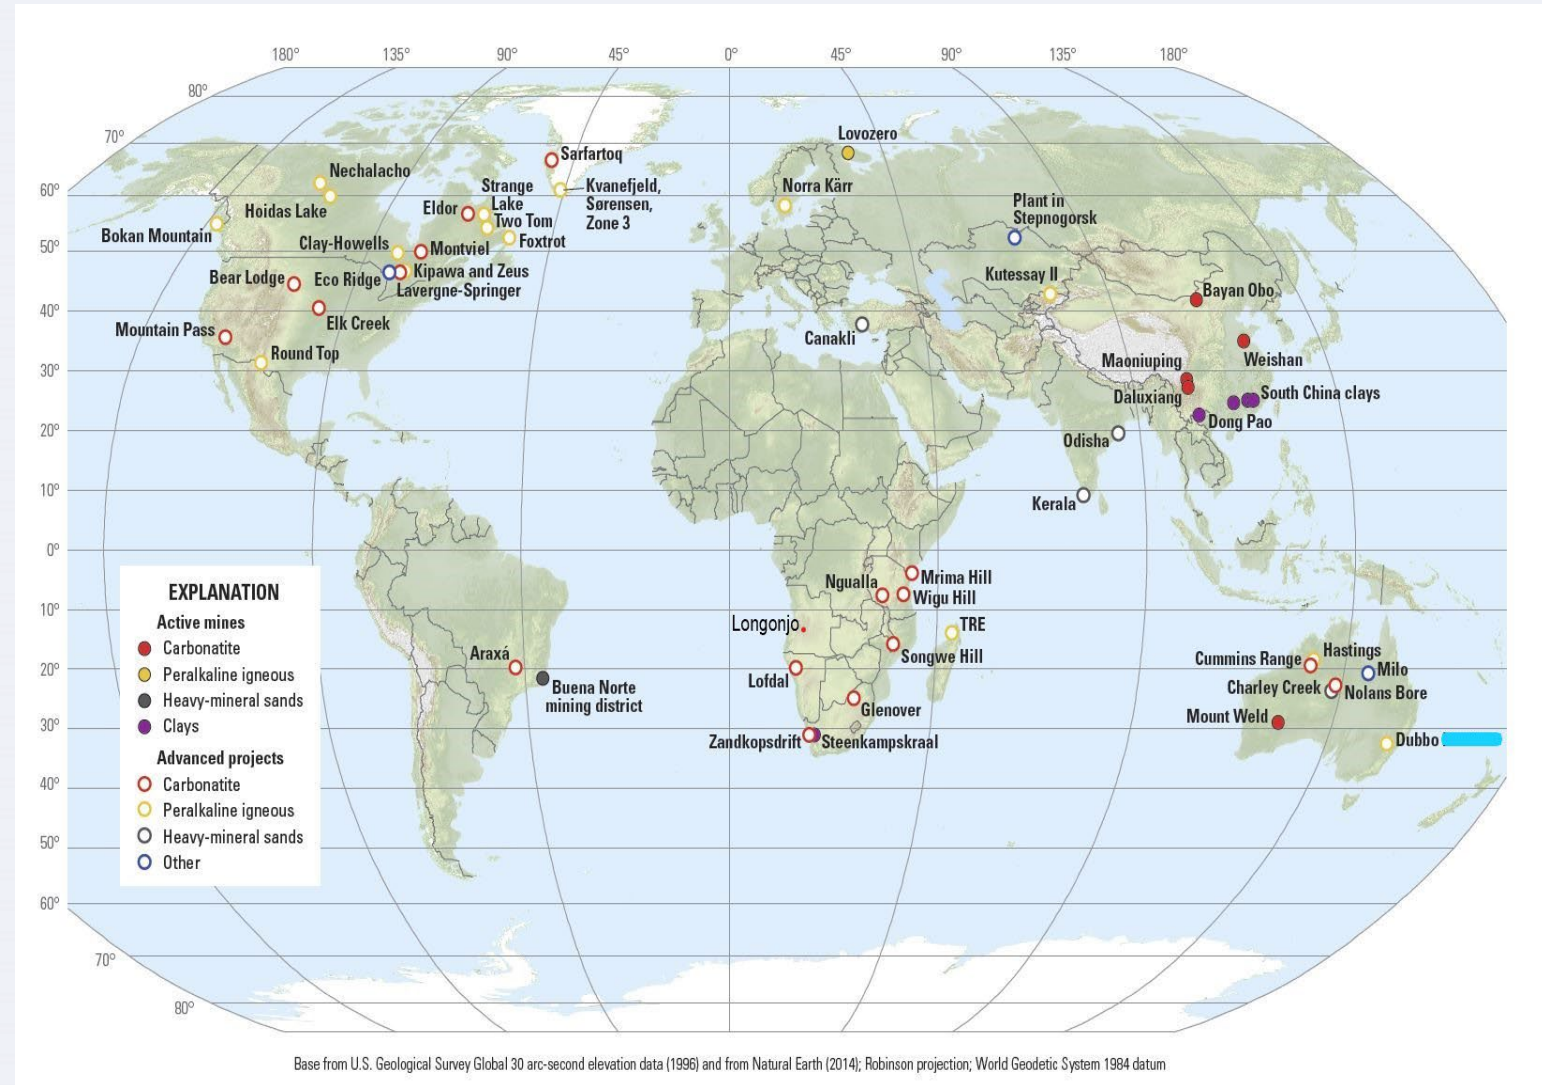 180°
135°
90°
45°
0°
45°
90°
135°
180°
80°
70°
60°
50°
40°
30°
20°
10°
0°
10°
20°
30°
40°
50°
60°
70°
80°
Lovozero
Sarfartoq
Nechalacho
Strange
Lake
Kvanefjeld,
Sørensen,
Zone 3
Norra Kärr
Plant in
Stepnogorsk
Hoidas Lake
Eldor
Two Tom
Bokan Mountain
Foxtrot
Clay-Howells
Montviel
Bear Lodge
Eco Ridge
Kipawa and Zeus
Lavergne-Springer
Kutessay II
Bayan Obo
Elk Creek
Mountain Pass
Canakli
Round Top
Maoniuping
Weishan
Daluxiang
South China clays
Dong Pao
Odisha
Kerala
Ngualla
Mrima Hill
Wigu Hill
Longonjo
TRE
Araxá
Songwe Hill
Cummins Range
Hastings
Milo
Lofdal
Buena Norte
mining district
Charley Creek
Nolans Bore
Glenover
Mount Weld
Zandkopsdrift
Steenkampskraal
Dubbo
EXPLANATION
Active mines
Carbonatite
Peralkaline igneous
Heavy-mineral sands
Clays
Advanced projects
Carbonatite
Peralkaline igneous
Heavy-mineral sands
Other
Base from U.S. Geological Survey Global 30 arc-second elevation data (1996) and from Natural Earth (2014); Robinson projection; World Geodetic System 1984 datum